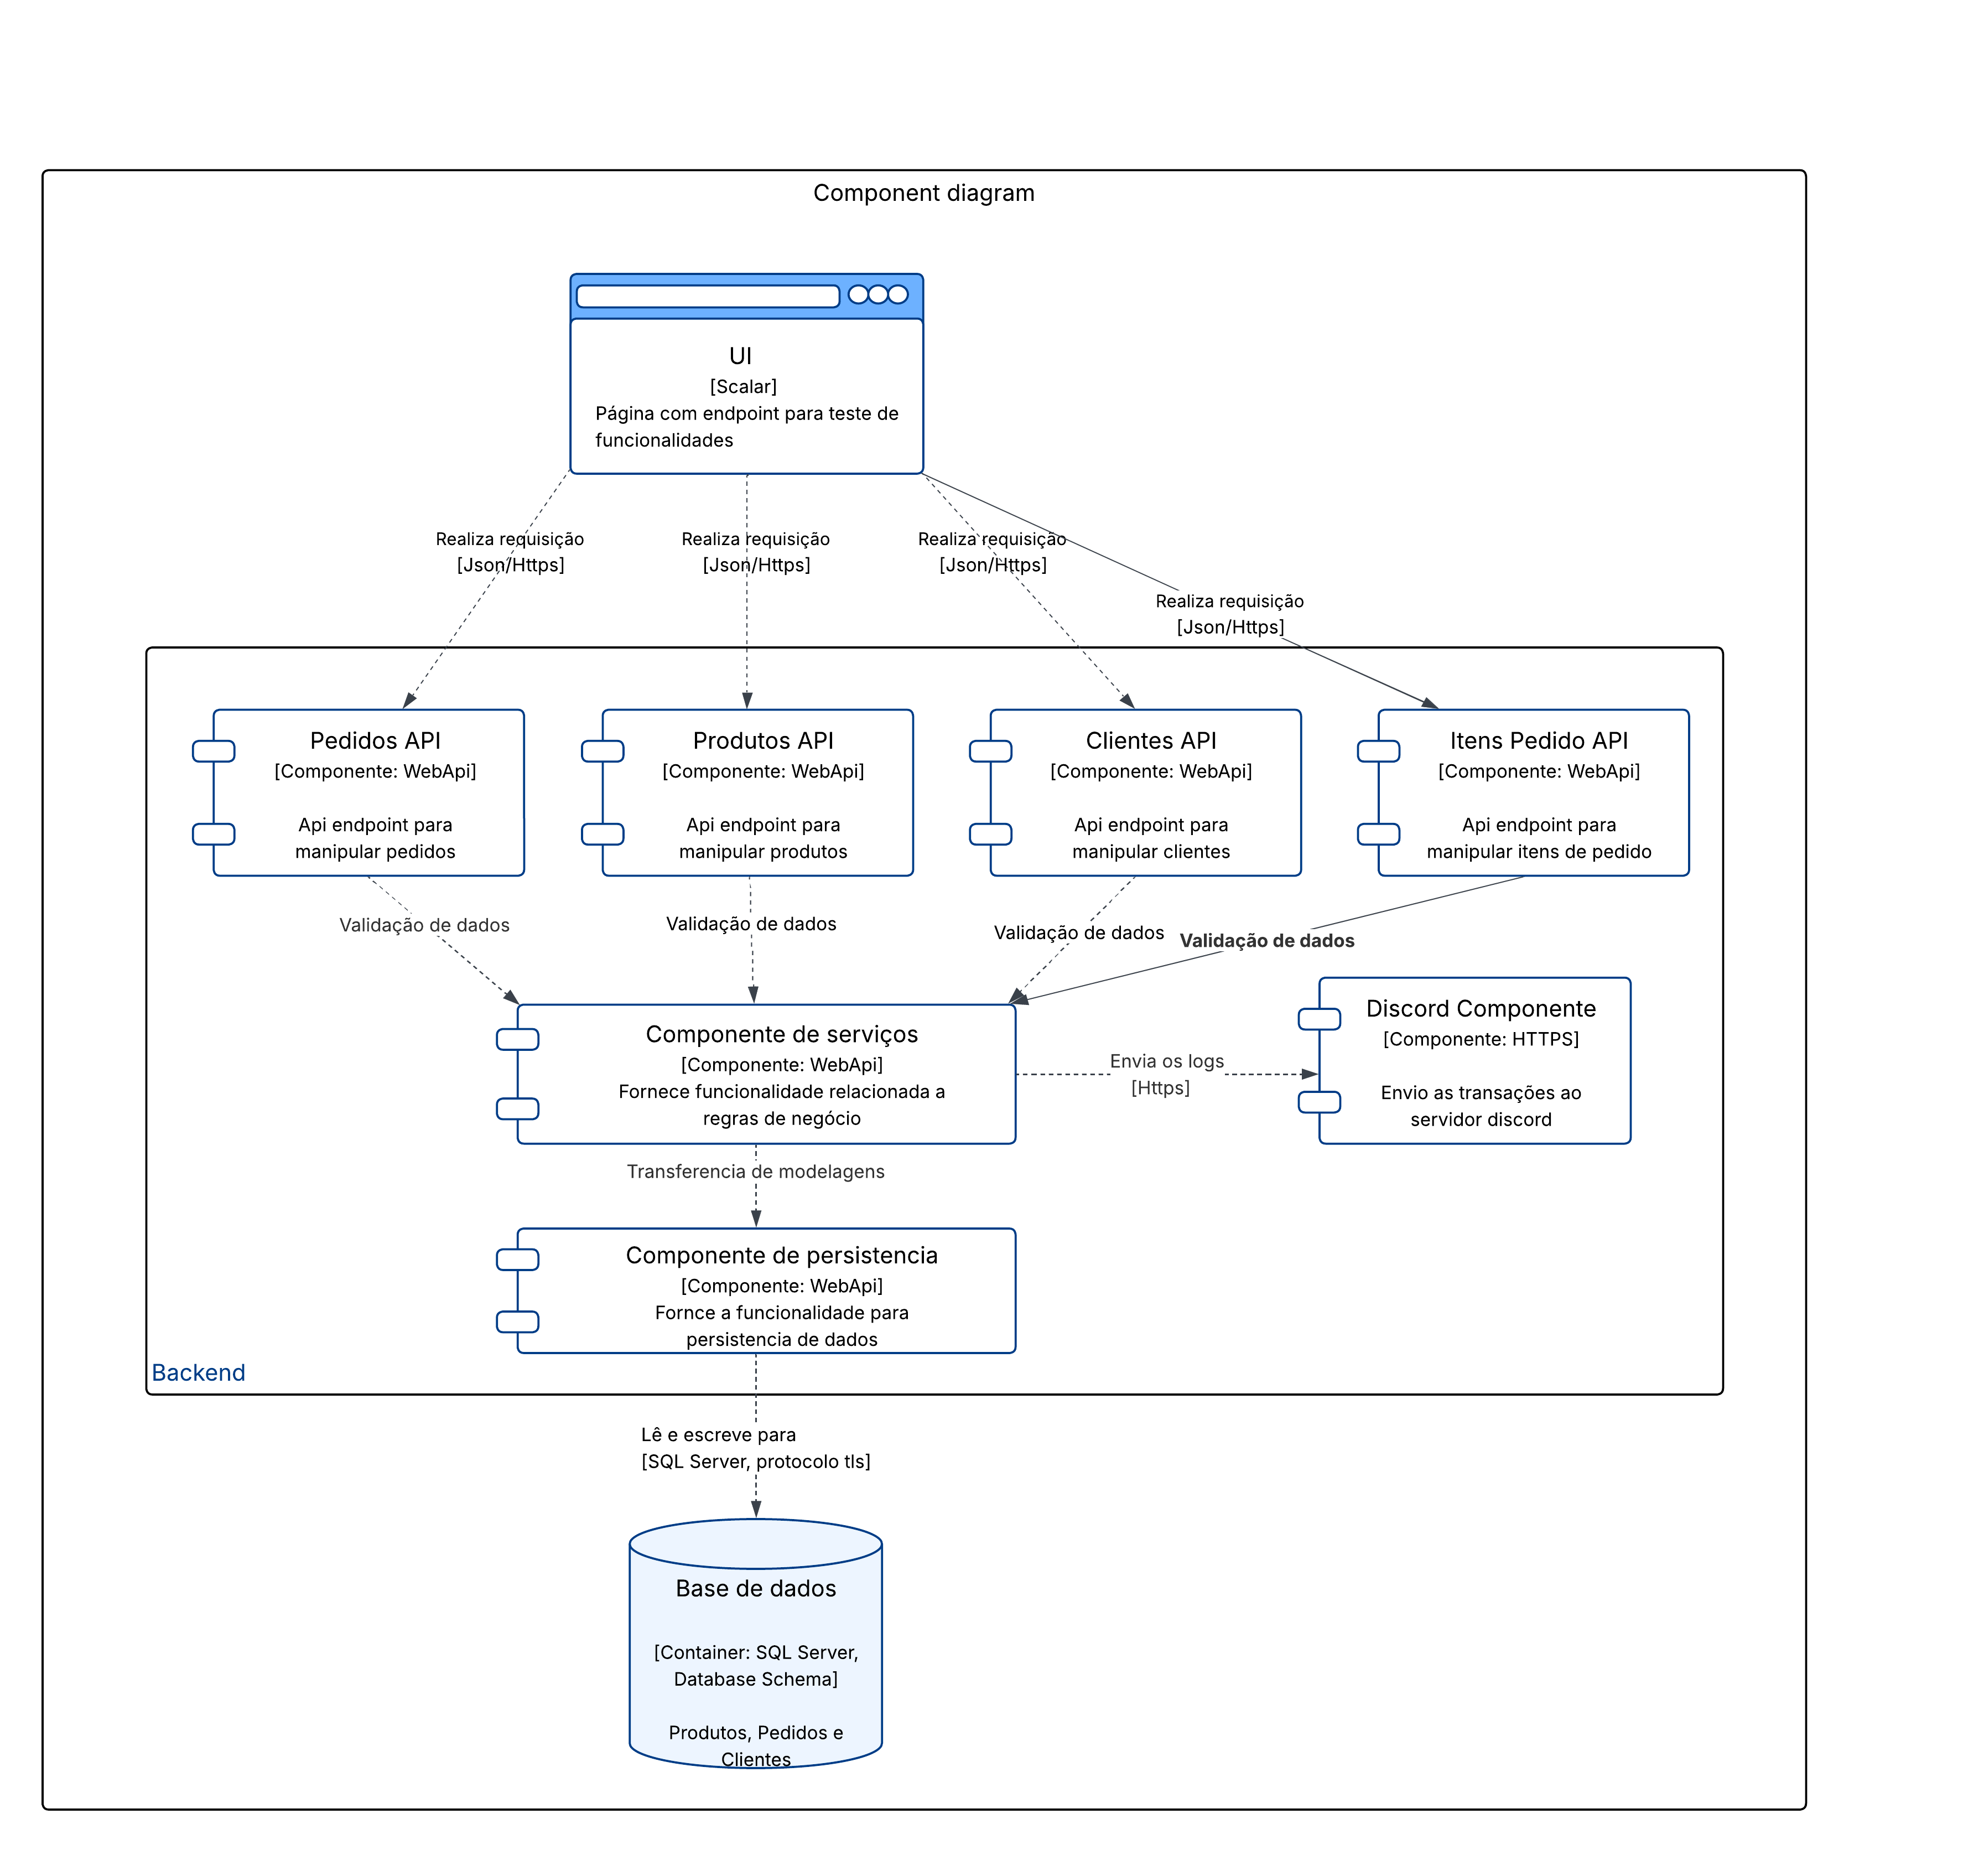 Component diagram
UI
[Scalar]
Página com endpoint para teste de
funcionalidades
Realiza requisição
[Json/Https]
Realiza requisição
[Json/Https]
Realiza requisição
[Json/Https]
Realiza requisição
[Json/Https]
Pedidos API
[Componente: WebApi]
Api endpoint para
manipular pedidos
Produtos API
[Componente: WebApi]
Api endpoint para
manipular produtos
Clientes API
[Componente: WebApi]
Api endpoint para
manipular clientes
Itens Pedido API
[Componente: WebApi]
Api endpoint para
manipular itens de pedido
Validação de dados
Validação de dados
Validação de dados
Validação de dados
Componente de serviços
[Componente: WebApi]
Fornece funcionalidade relacionada a
regras de negócio
Envia os logs
[Https]
Discord Componente
[Componente: HTTPS]
Envio as transações ao
servidor discord
Transferencia de modelagens
Componente de persistencia
[Componente: WebApi]
Fornce a funcionalidade para
persistencia de dados
Backend
Lê e escreve para
[SQL Server, protocolo tls]
Base de dados
[Container: SQL Server,
Database Schema]
Produtos, Pedidos e
Clientes